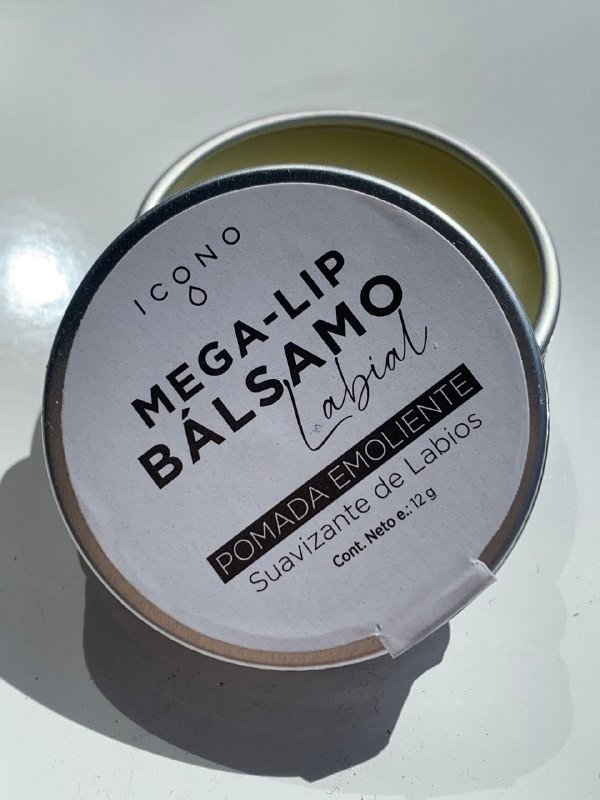 ICONO
MEGA-LIP
BÁLSAMO
Labial
POMADA EMOLIENTE
Suavizante de Labios
Cont. Neto e.: 12 g